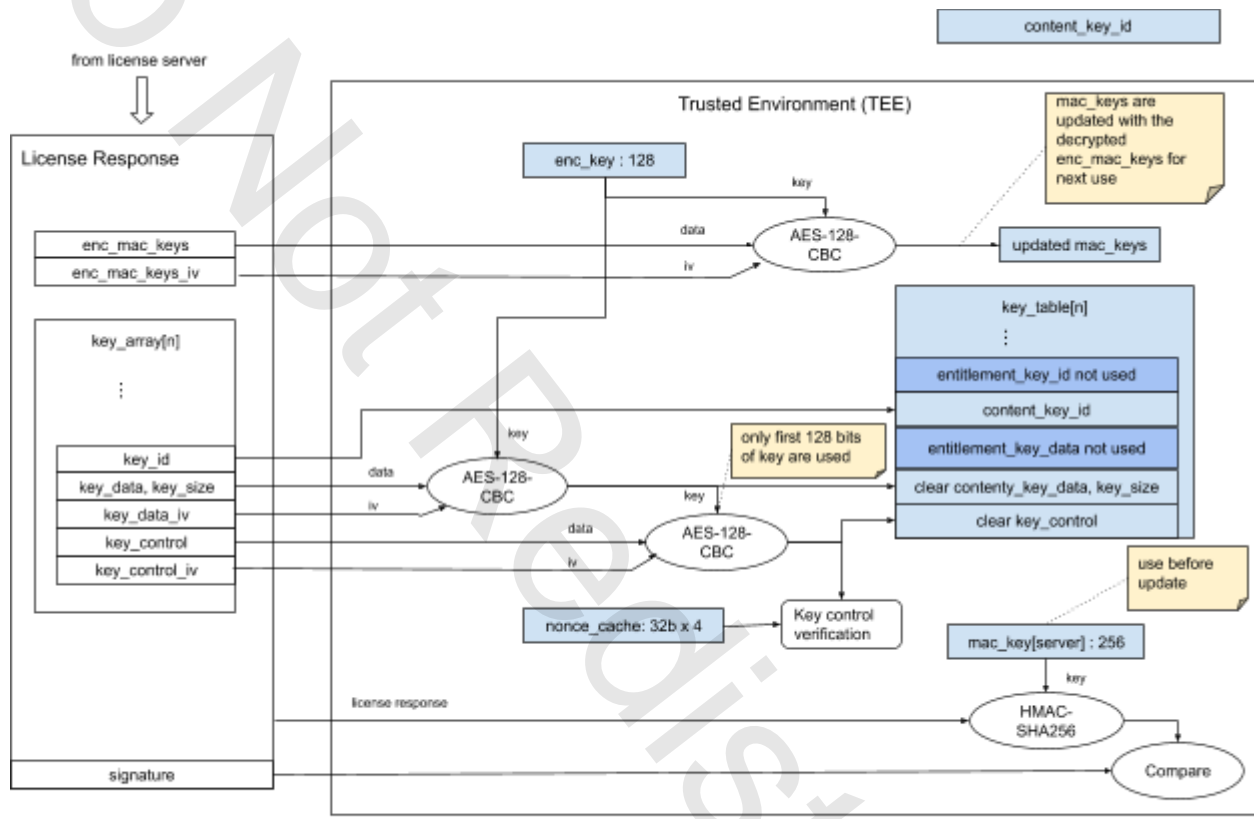 content_key_id
from license server
Trusted Environment (TEE)
mac_keys are
updated with the
decrypted
enc_mac_keys for
next use
License Response
enc_key : 128
key
enc_mac_keys
data
AES-128-
CBC
updated mac_keys
enc_mac_keys_iv
iv
key_array[n]
⋮
key_table[n]
⋮
entitlement_key_id not used
content_key_id
only first 128 bits
of key are used
entitlement_key_data not used
key
key_id
key_data, key_size
data
AES-128-
CBC
key
clear contenty_key_data, key_size
key_data_iv
iv
clear key_control
key_control
data
AES-128-
CBC
key_control_iv
iv
use before
update
nonce_cache: 32b x 4
Key control
verification
mac_key[server] : 256
key
license response
HMAC-
SHA256
signature
Compare
o Not Redist